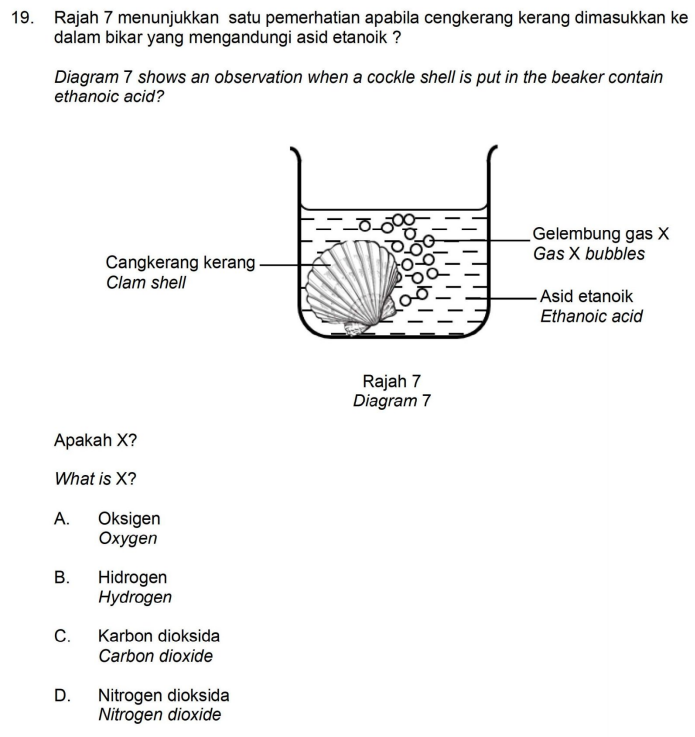 19. Rajah 7 menunjukkan satu pemerhatian apabila cengkerang kerang dimasukkan ke
dalam bikar yang mengandungi asid etanoik ?
Diagram 7 shows an observation when a cockle shell is put in the beaker contain
ethanoic acid?
Gelembung gas X
Gas X bubbles
Cangkerang kerang
Clam shell
Asid etanoik
Ethanoic acid
Rajah 7
Diagram 7
Apakah X?
What is X?
A. Oksigen
Oxygen
B. Hidrogen
Hydrogen
C. Karbon dioksida
Carbon dioxide
D. Nitrogen dioksida
Nitrogen dioxide